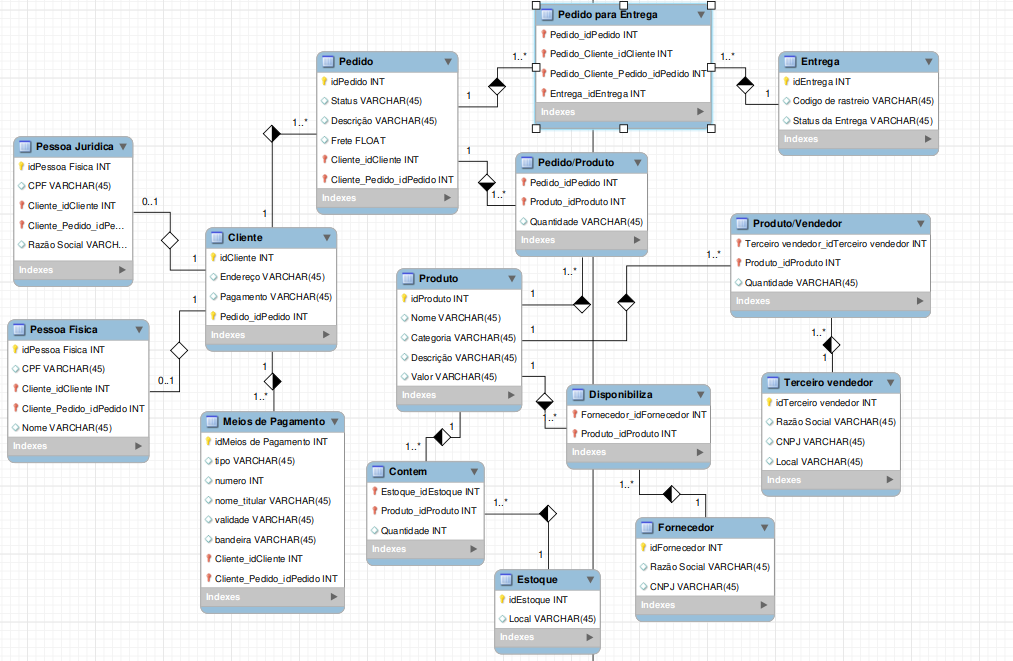 Pedido para Entrega
Pedido_idPedido INT
Pedido_Cliente_idCliente INT
Pedido_Cliente_Pedido_idPedido INT
Entrega_idEntrega INT
Indexes
1..*
1
1..*
1
Pedido
idPedido INT
Status VARCHAR(45)
Descrição VARCHAR(45)
Frete FLOAT
Cliente_idCliente INT
Cliente_Pedido_idPedido INT
Indexes
1..*
1
1
1..*
Entrega
idEntrega INT
Codigo de rastreio VARCHAR(45)
Status da Entrega VARCHAR(45)
Indexes
Pessoa Juridica
idPessoa Fisica INT
CPF VARCHAR(45)
Cliente_idCliente INT
Cliente_Pedido_idPe...
Razão Social VARCH...
Indexes
0..1
1
Pedido/Produto
Pedido_idPedido INT
Produto_idProduto INT
Quantidade VARCHAR(45)
Indexes
1..*
Cliente
idCliente INT
Endereço VARCHAR(45)
Pagamento VARCHAR(45)
Pedido_idPedido INT
Indexes
1
1
1..*
Produto/Vendedor
Terceiro vendedor_idTerceiro vendedor INT
Produto_idProduto INT
Quantidade VARCHAR(45)
Indexes
1..*
1..*
1
Produto
idProduto INT
Nome VARCHAR(45)
Categoria VARCHAR(45)
Descrição VARCHAR(45)
Valor VARCHAR(45)
Indexes
1
1
1
1..*
1
1..*
Pessoa Fisica
idPessoa Fisica INT
CPF VARCHAR(45)
Cliente_idCliente INT
Cliente_Pedido_idPedido INT
Nome VARCHAR(45)
Indexes
0..1
Terceiro vendedor
idTerceiro vendedor INT
Razão Social VARCHAR(45)
CNPJ VARCHAR(45)
Local VARCHAR(45)
Indexes
Disponibiliza
Fornecedor_idFornecedor INT
Produto_idProduto INT
Indexes
1..*
1
Meios de Pagamento
idMeios de Pagamento INT
tipo VARCHAR(45)
numero INT
nome_titular VARCHAR(45)
validade VARCHAR(45)
bandeira VARCHAR(45)
Cliente_idCliente INT
Cliente_Pedido_idPedido INT
Indexes
Contem
Estoque_idEstoque INT
Produto_idProduto INT
Quantidade INT
Indexes
1..*
1
Fornecedor
idFornecedor INT
Razão Social VARCHAR(45)
CNPJ VARCHAR(45)
Indexes
Estoque
idEstoque INT
Local VARCHAR(45)
Indexes